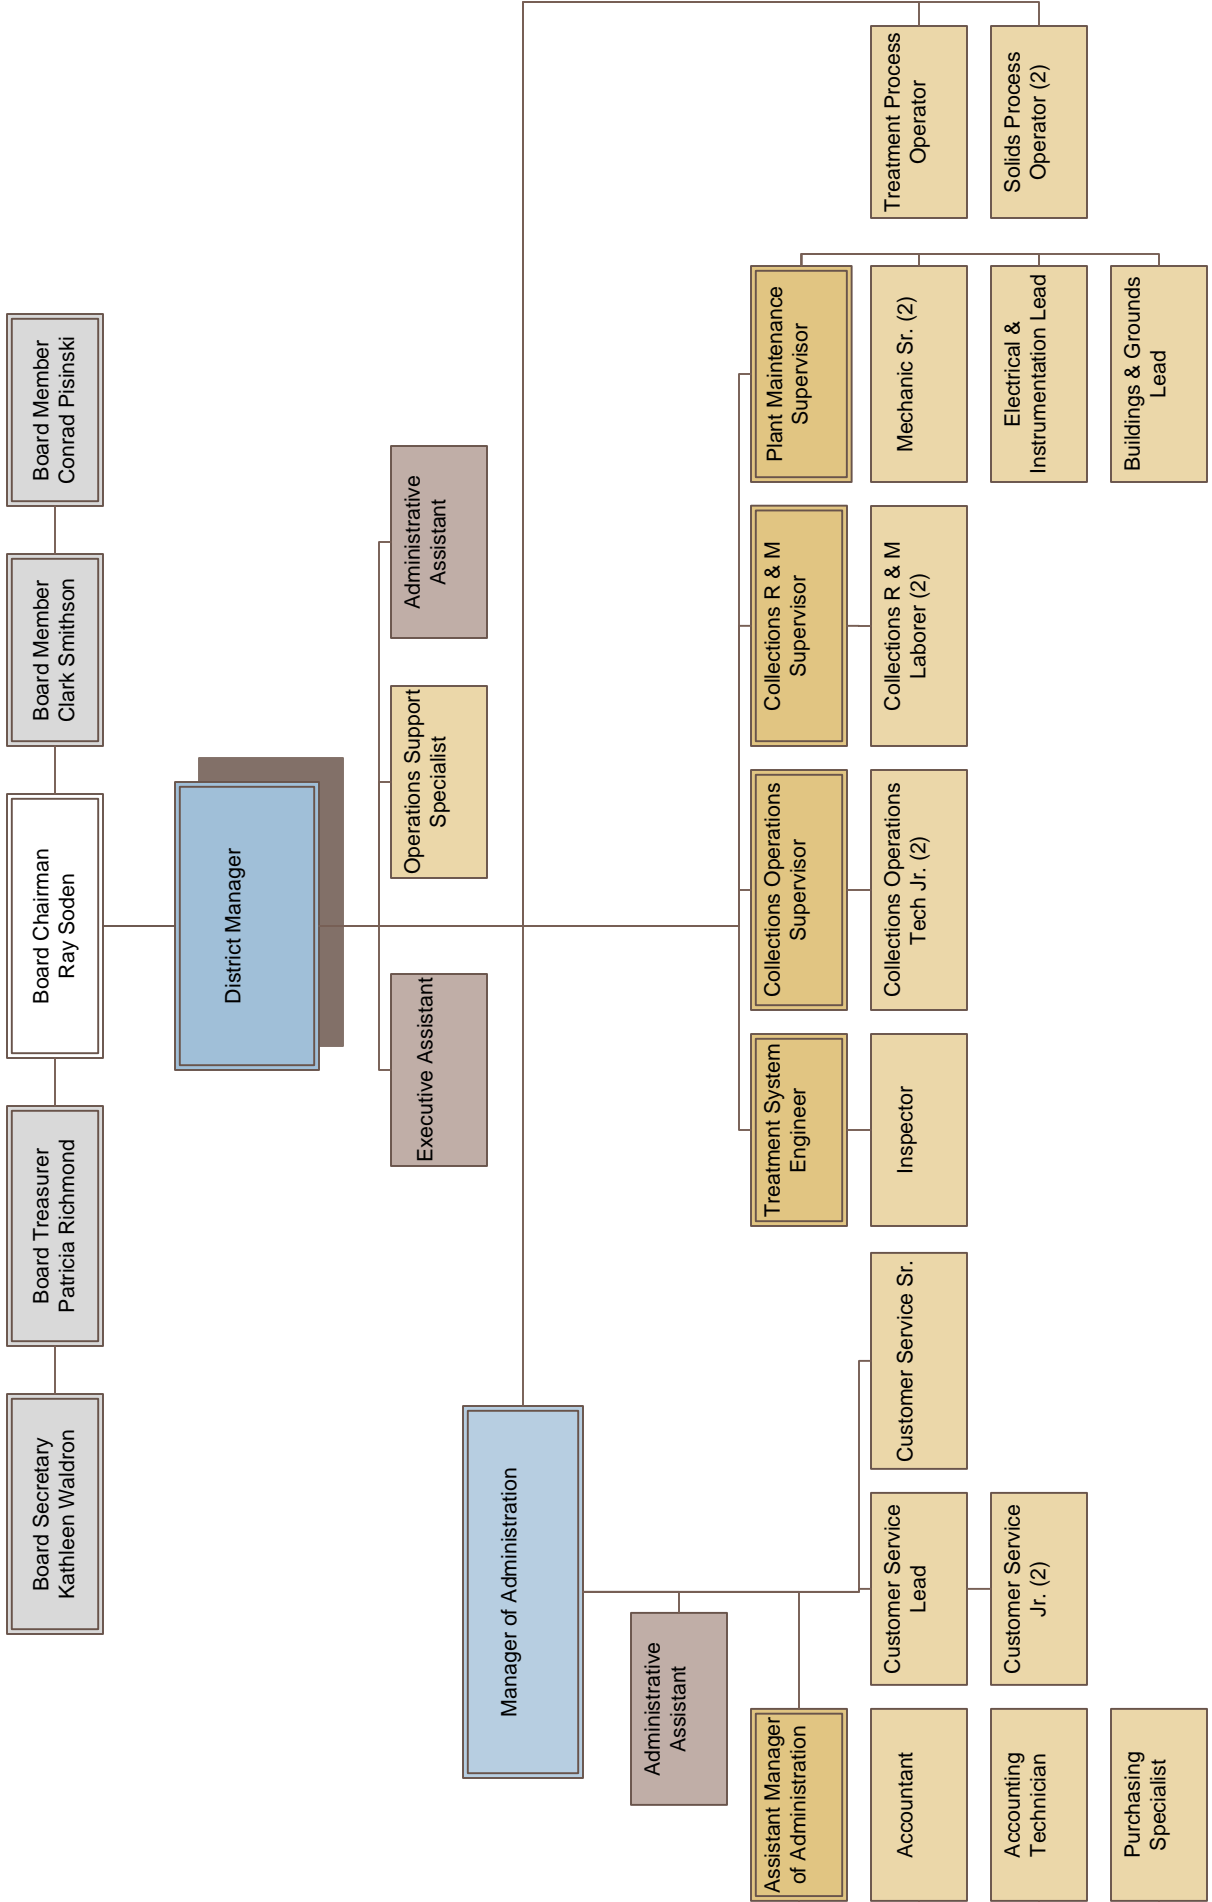 Board Secretary
Kathleen Waldron
Board Treasurer
Patricia Richmond
Board Chairman
Ray Soden
Board Member
Clark Smithson
Board Member
Conrad Pisinski
District Manager
Executive Assistant
Operations Support
Specialist
Administrative
Assistant
Manager of Administration
Administrative
Assistant
Assistant Manager
of Administration
Treatment System
Engineer
Collections Operations
Supervisor
Collections R & M
Supervisor
Plant Maintenance
Supervisor
Accountant
Customer Service
Lead
Customer Service Sr.
Inspector
Collections Operations
Tech Jr. (2)
Collections R & M
Laborer (2)
Mechanic Sr. (2)
Treatment Process
Operator
Accounting
Technician
Customer Service
Jr. (2)
Electrical &
Instrumentation Lead
Solids Process
Operator (2)
Purchasing
Specialist
Buildings & Grounds
Lead